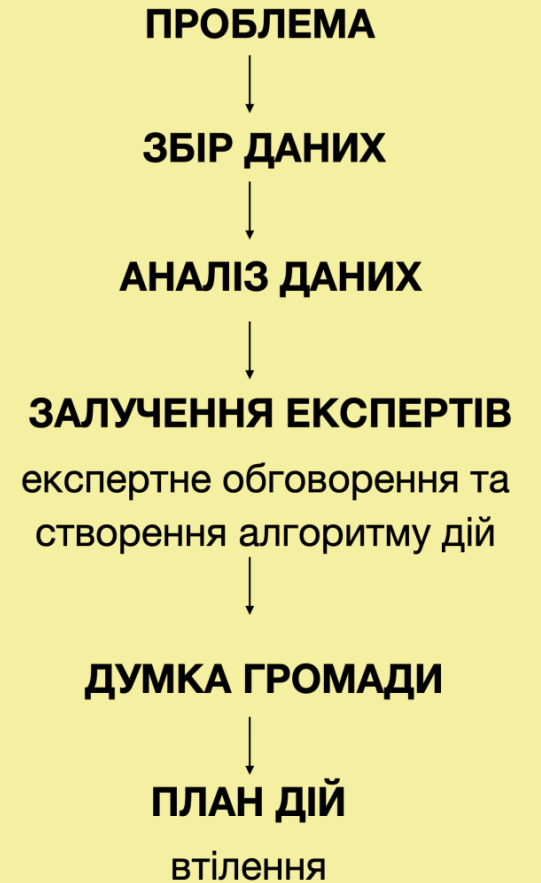 ПРОБЛЕМА
ЗБІР ДАНИХ
АНАЛІЗ ДАНИХ
ЗАЛУЧЕННЯ ЕКСПЕРТІВ
експертне обговорення та
створення алгоритму дій
ДУМКА ГРОМАДИ
ПЛАН ДІЙ
втілення